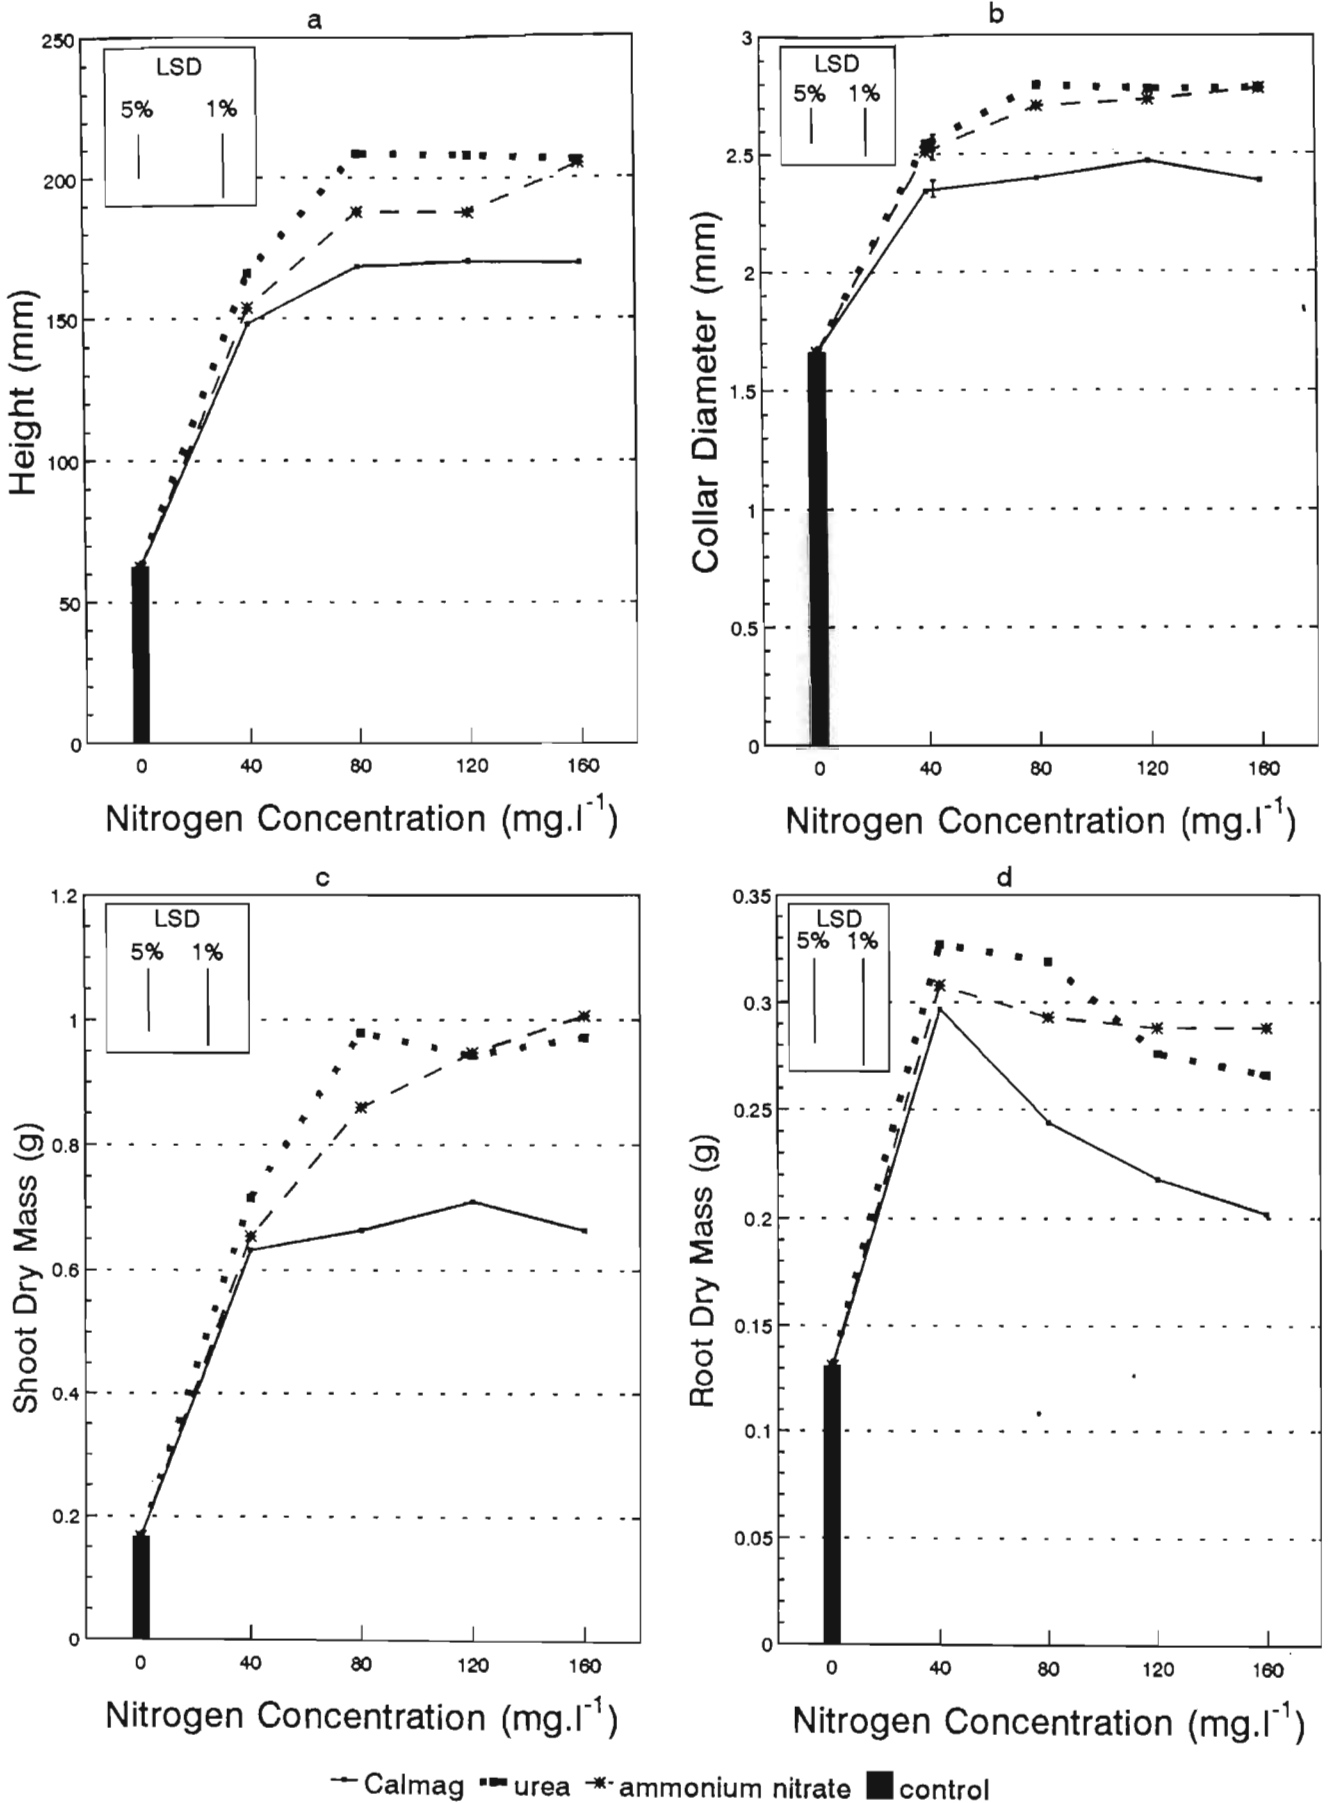 a
LSD
5% 1%
250
200
150
100
50
0
Height (mm)
0 40 80 120 160
Nitrogen Concentration (mg.l-1)
b
LSD
5% 1%
3
2.5
2
1.5
1
0.5
0
Collar Diameter (mm)
0 40 80 120 160
Nitrogen Concentration (mg.l-1)
c
LSD
5% 1%
1.2
1
0.8
0.6
0.4
0.2
0
Shoot Dry Mass (g)
0 40 80 120 160
Nitrogen Concentration (mg.l-1)
d
LSD
5% 1%
0.35
0.3
0.25
0.2
0.15
0.1
0.05
0
Root Dry Mass (g)
0 40 80 120 160
Nitrogen Concentration (mg.l-1)
Calmag urea ammonium nitrate control